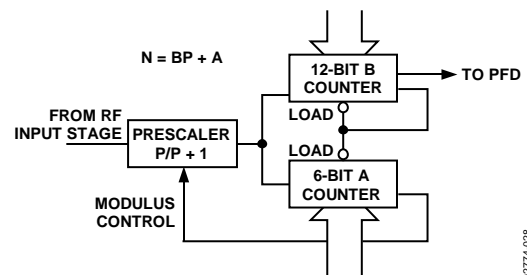 N = BP + A
12-BIT B
COUNTER
TO PFD
LOAD
FROM RF
INPUT STAGE
PRESCALER
P/P + 1
LOAD
6-BIT A
COUNTER
MODULUS
CONTROL